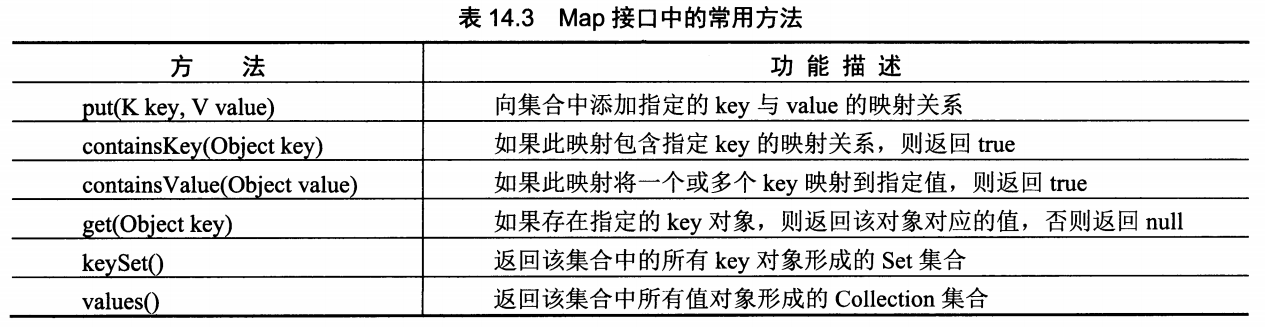 表 14.3 Map 接口中的常用方法
方 法 功 能 描 述
put(K key, V value) 向集合中添加指定的 key 与 value 的映射关系
containsKey(Object key) 如果此映射包含指定 key 的映射关系，则返回 true
containsValue(Object value) 如果此映射将一个或多个 key 映射到指定值，则返回 true
get(Object key) 如果存在指定的 key 对象，则返回该对象对应的值，否则返回 null
keySet() 返回该集合中的所有 key 对象形成的 Set 集合
values() 返回该集合中所有值对象形成的 Collection 集合